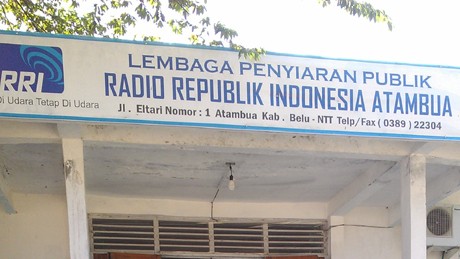 LEMBAGA PENYIARAN PUBLIK
RRI
RADIO REPUBLIK INDONESIA ATAMBUA
Di Udara Tetap Di Udara
Jl. Eltari Nomor : 1 Atambua Kab. Belu - NTT Telp/Fax ( 0389 ) 22304